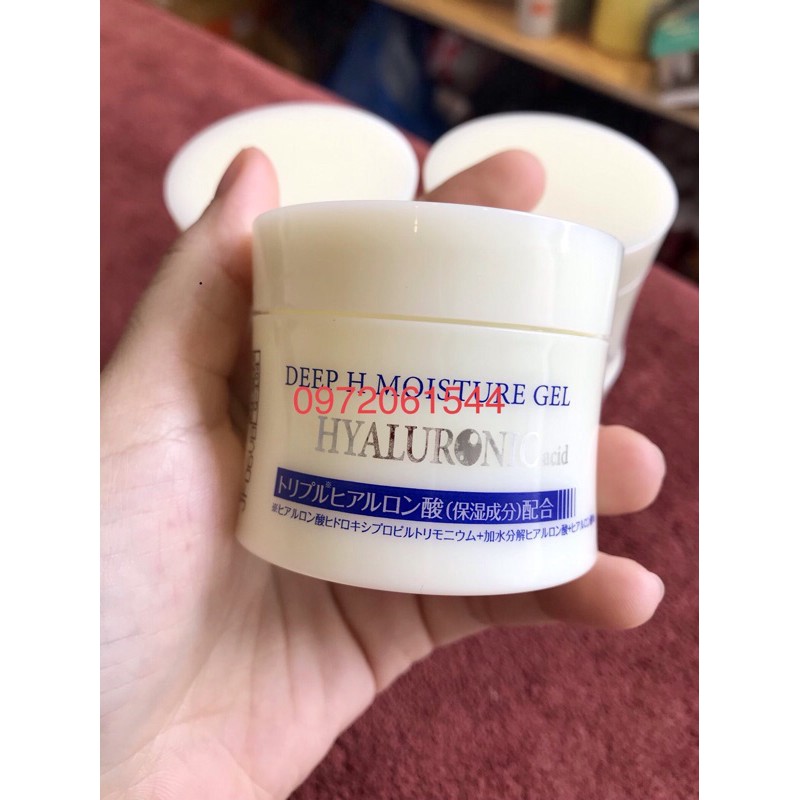 DEEP H MOISTURE GEL
0972061544
HYALURONIC acid
トリプル®ヒアルロン酸(保湿成分)配合
※ヒアルロン酸ヒドロキシプロピルトリモニウム+加水分解ヒアルロン酸+ヒアルロン